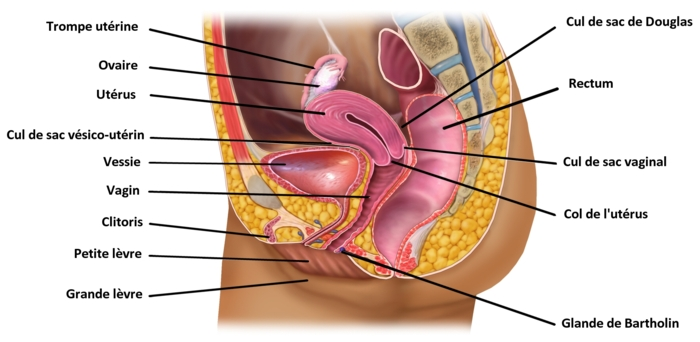 Trompe utérine
Ovaire
Utérus
Cul de sac vésico-utérin
Vessie
Vagin
Clitoris
Petite lèvre
Grande lèvre
Cul de sac de Douglas
Rectum
Cul de sac vaginal
Col de l'utérus
Glande de Bartholin